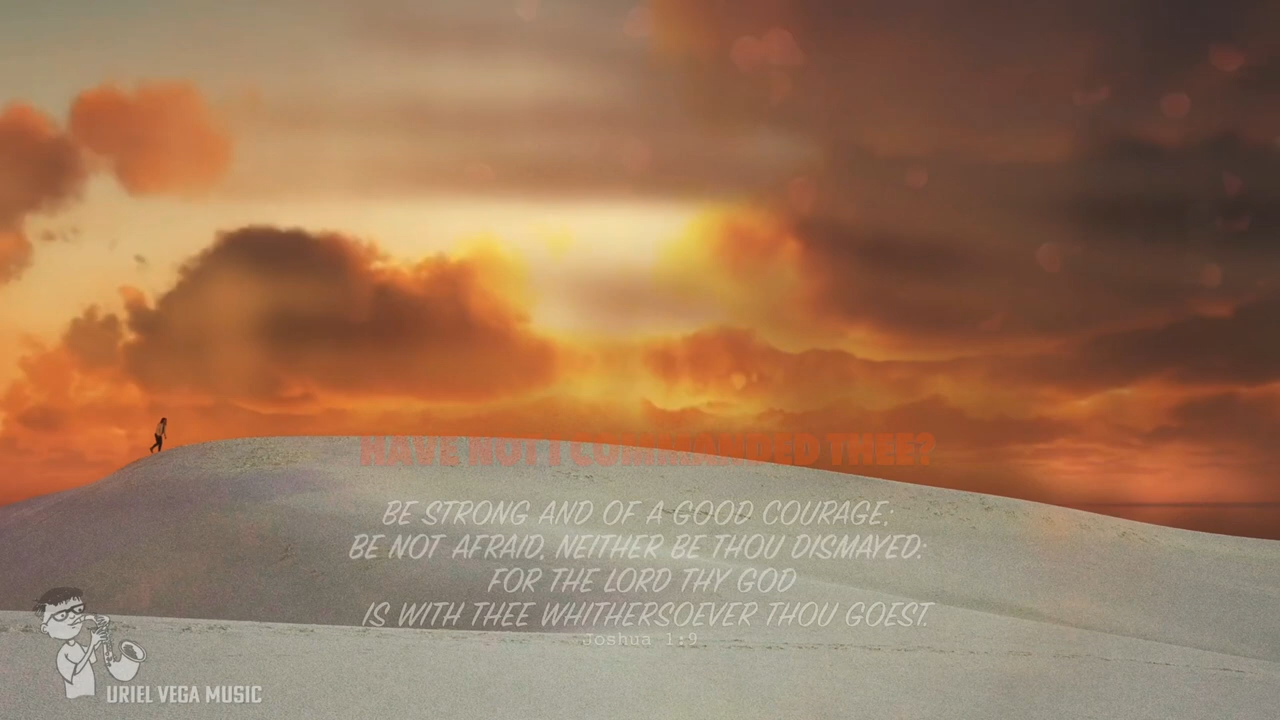 HAVE NOT I COMMANDED THEE?
BE STRONG AND OF A GOOD COURAGE;
BE NOT AFRAID, NEITHER BE THOU DISMAYED:
FOR THE LORD THY GOD
IS WITH THEE WHITHERSOEVER THOU GOEST.
Joshua 1:9
URIEL VEGA MUSIC